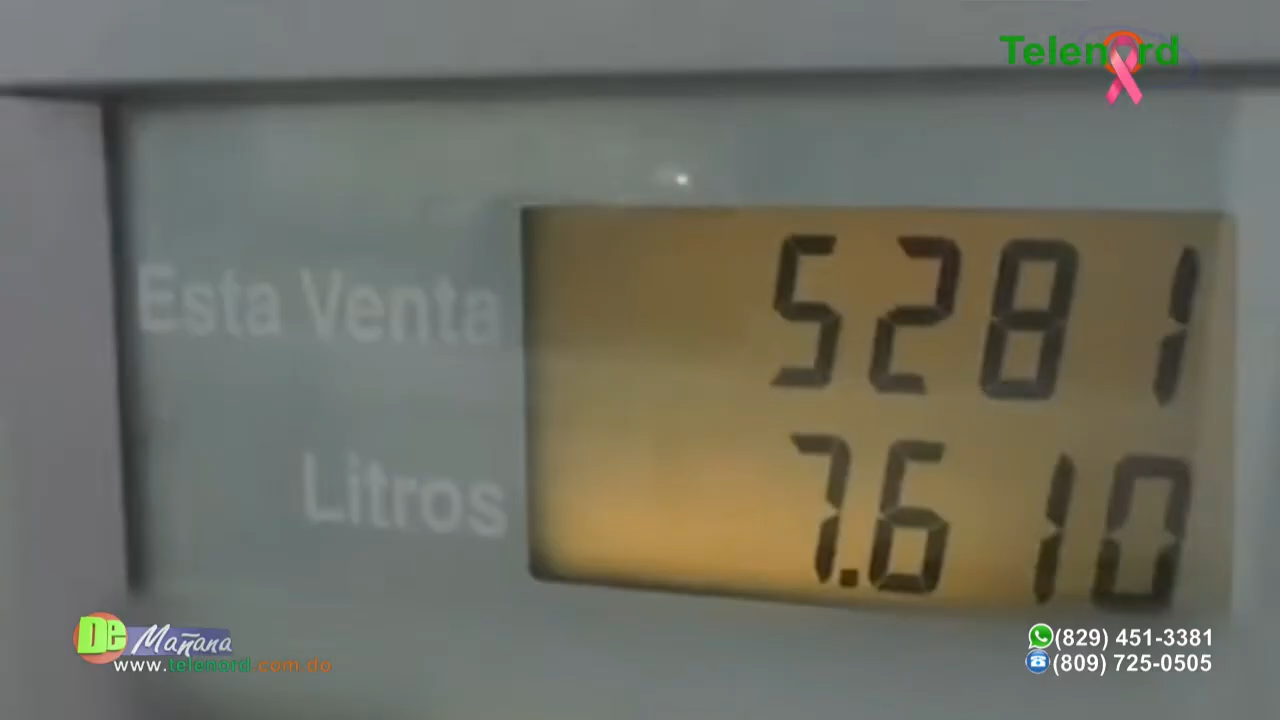 Telenord
Esta Venta 5281
Litros 7.610
De Mañana
www.telenord.com.do
(829) 451-3381
(809) 725-0505